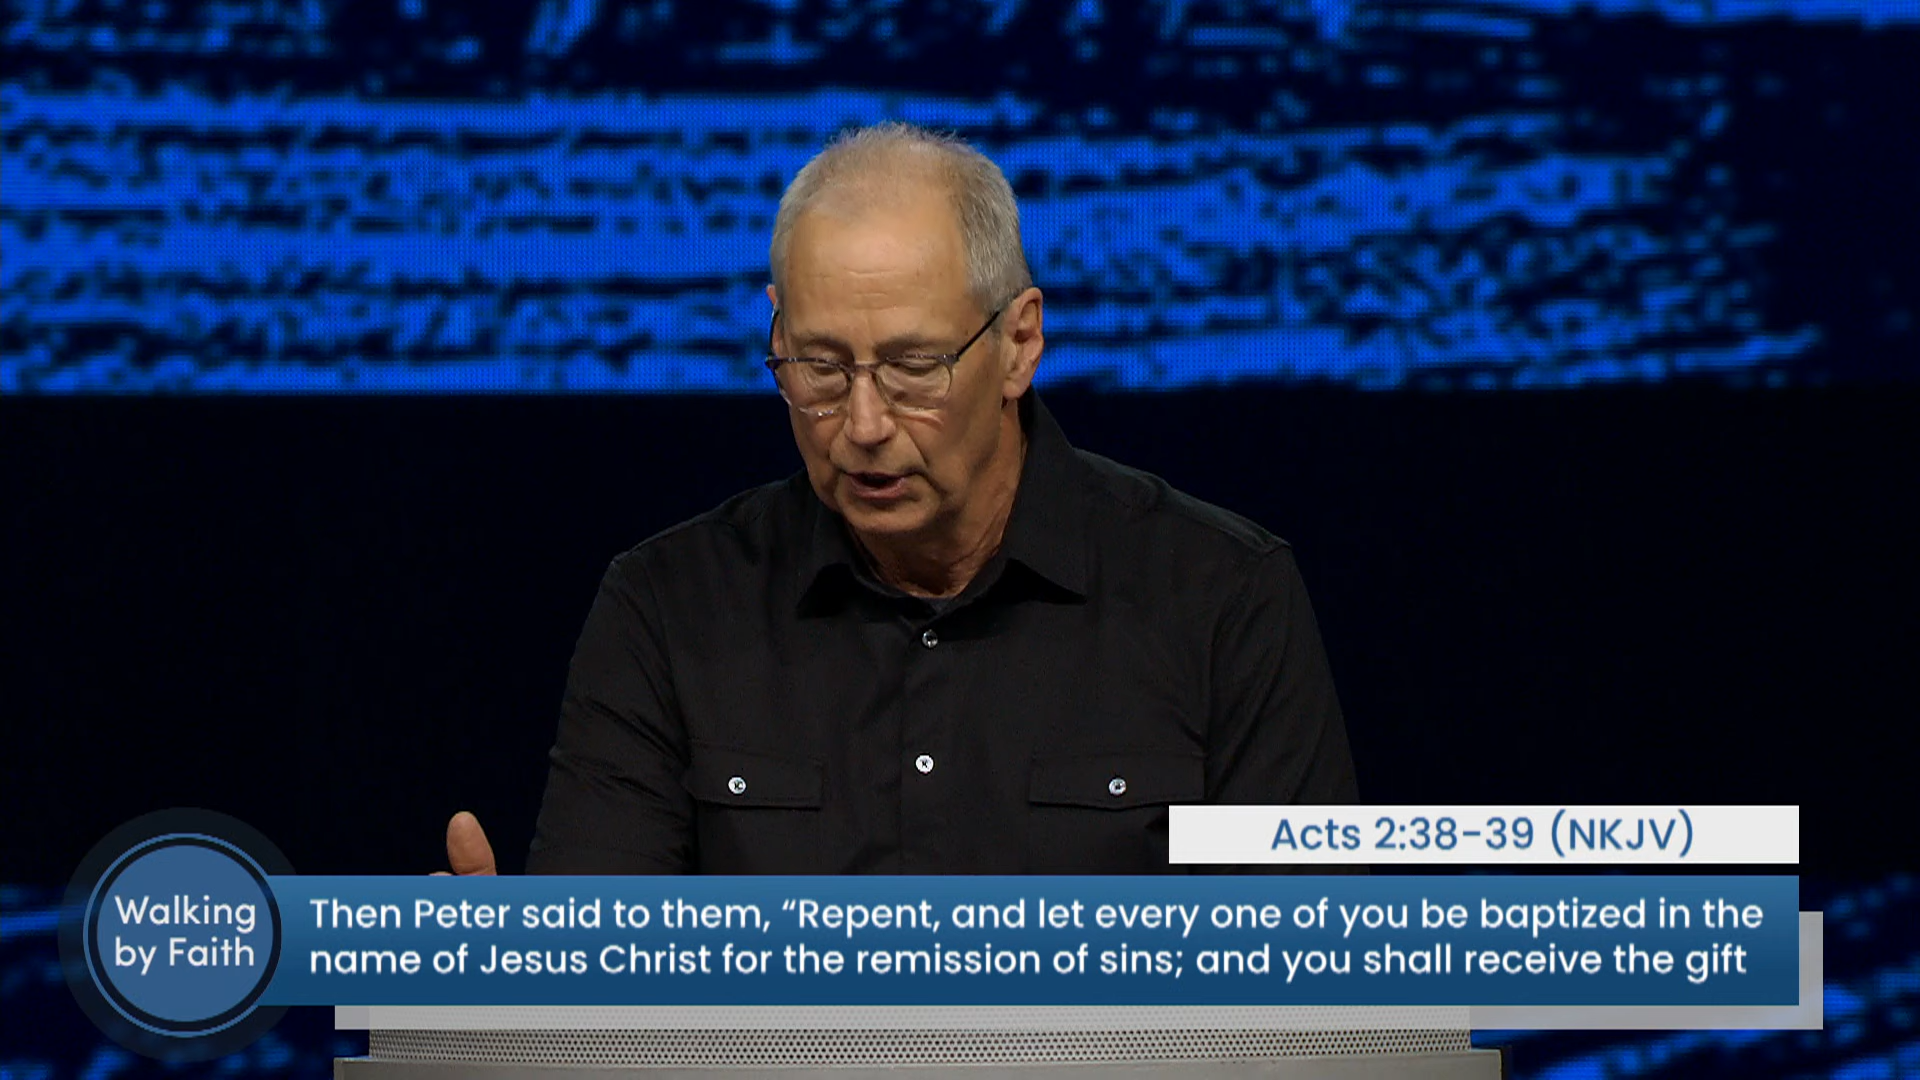 Acts 2:38-39 (NKJV)
Walking
by Faith
Then Peter said to them, “Repent, and let every one of you be baptized in the
name of Jesus Christ for the remission of sins; and you shall receive the gift